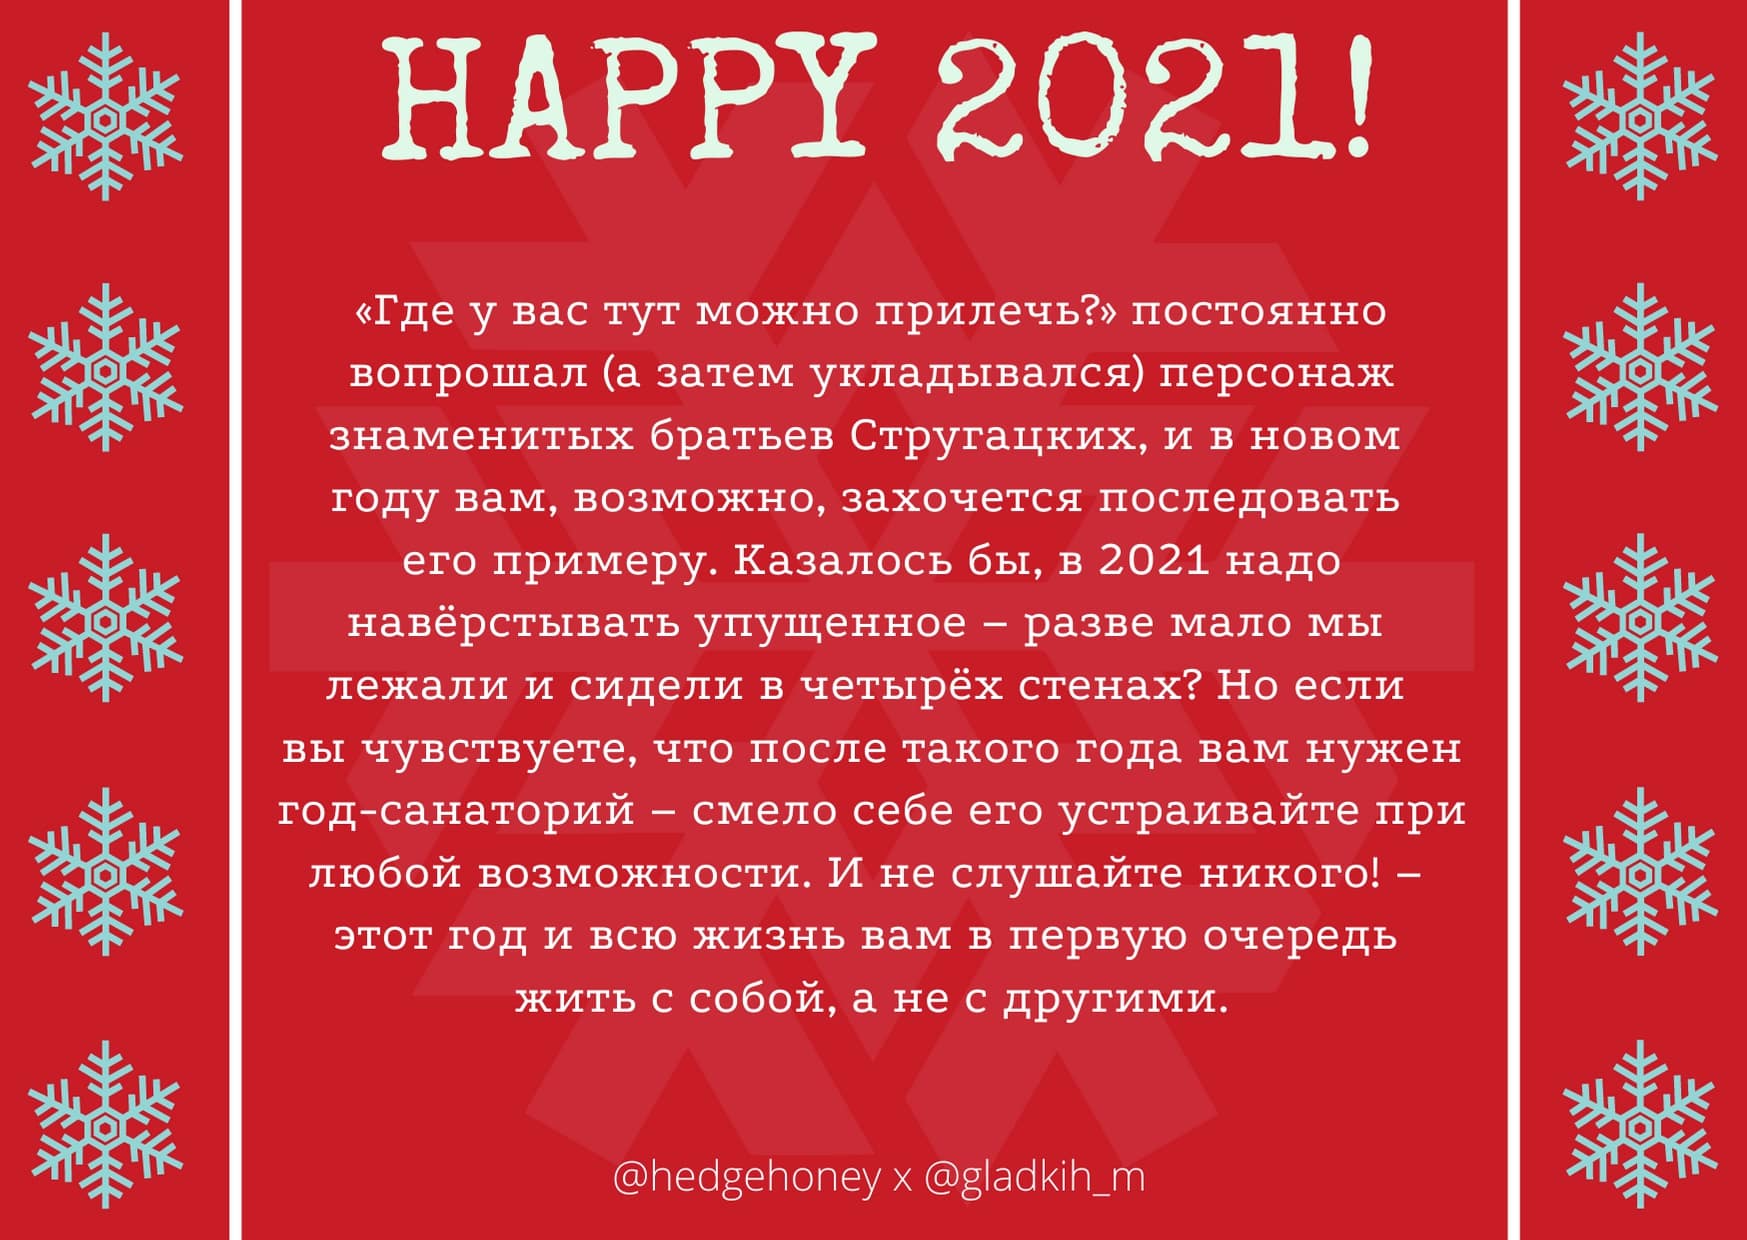 HAPPY 2021!
«Где у вас тут можно прилечь?» постоянно
вопрошал (а затем укладывался) персонаж
знаменитых братьев Стругацких, и в новом
году вам, возможно, захочется последовать
его примеру. Казалось бы, в 2021 надо
навёрстывать упущенное – разве мало мы
лежали и сидели в четырёх стенах? Но если
вы чувствуете, что после такого года вам нужен
год-санаторий – смело себе его устраивайте при
любой возможности. И не слушайте никого! –
этот год и всю жизнь вам в первую очередь
жить с собой, а не с другими.
@hedgehoney x @gladkih_m